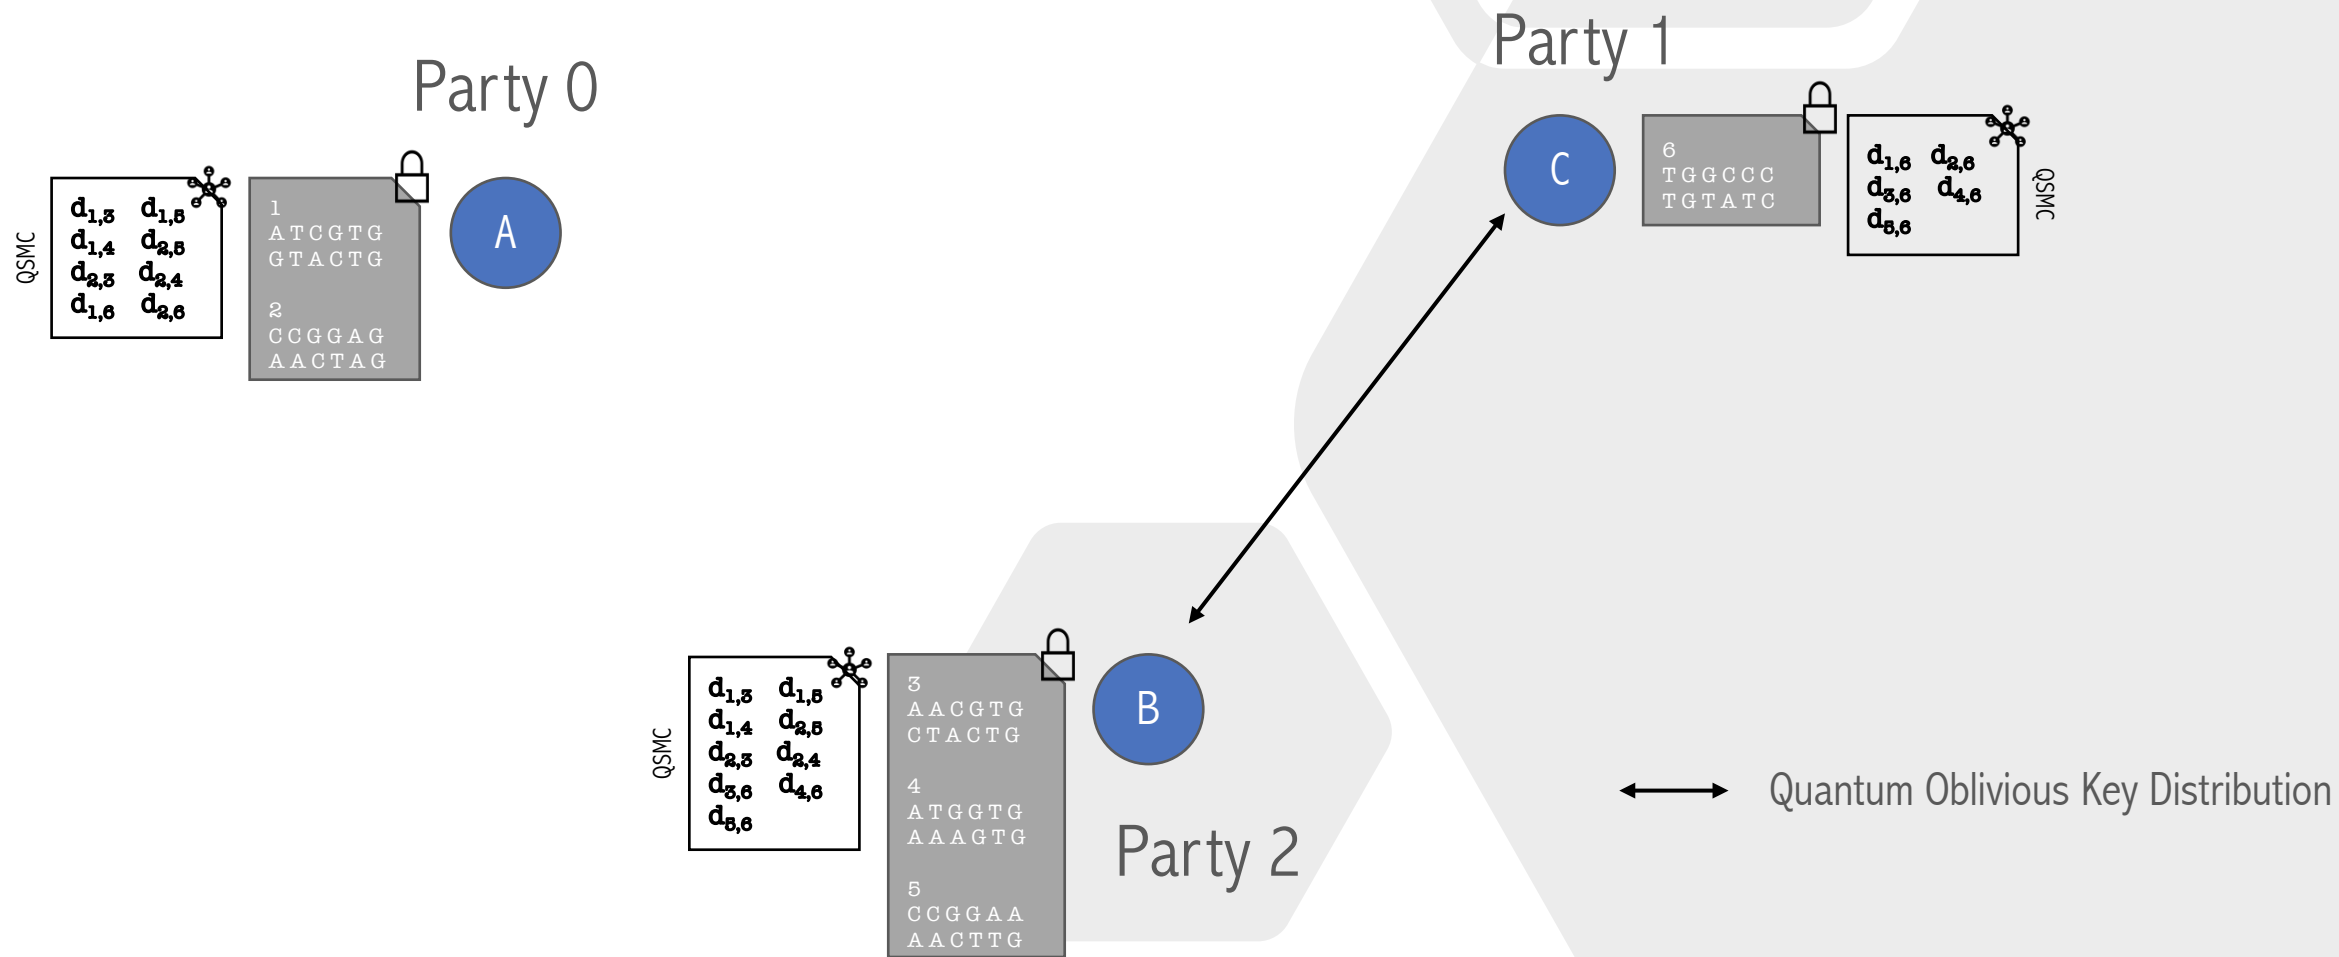 Party 0
QSMC
d1,3 d1,5
d1,4 d2,5
d2,3 d2,4
d1,6 d2,6
1
ATCGTG
GTACTG
2
CCGGAG
AACTAG
A
Party 1
C
6
TGGCCC
TGTATC
d1,6 d2,6
d3,6 d4,6
d5,6
QSMC
QSMC
d1,3 d1,5
d1,4 d2,5
d2,3 d2,4
d3,6 d4,6
d5,6
3
AACGTG
CTACTG
4
ATGGTG
AAAGTG
5
CCGGAA
AACTTG
B
Party 2
Quantum Oblivious Key Distribution